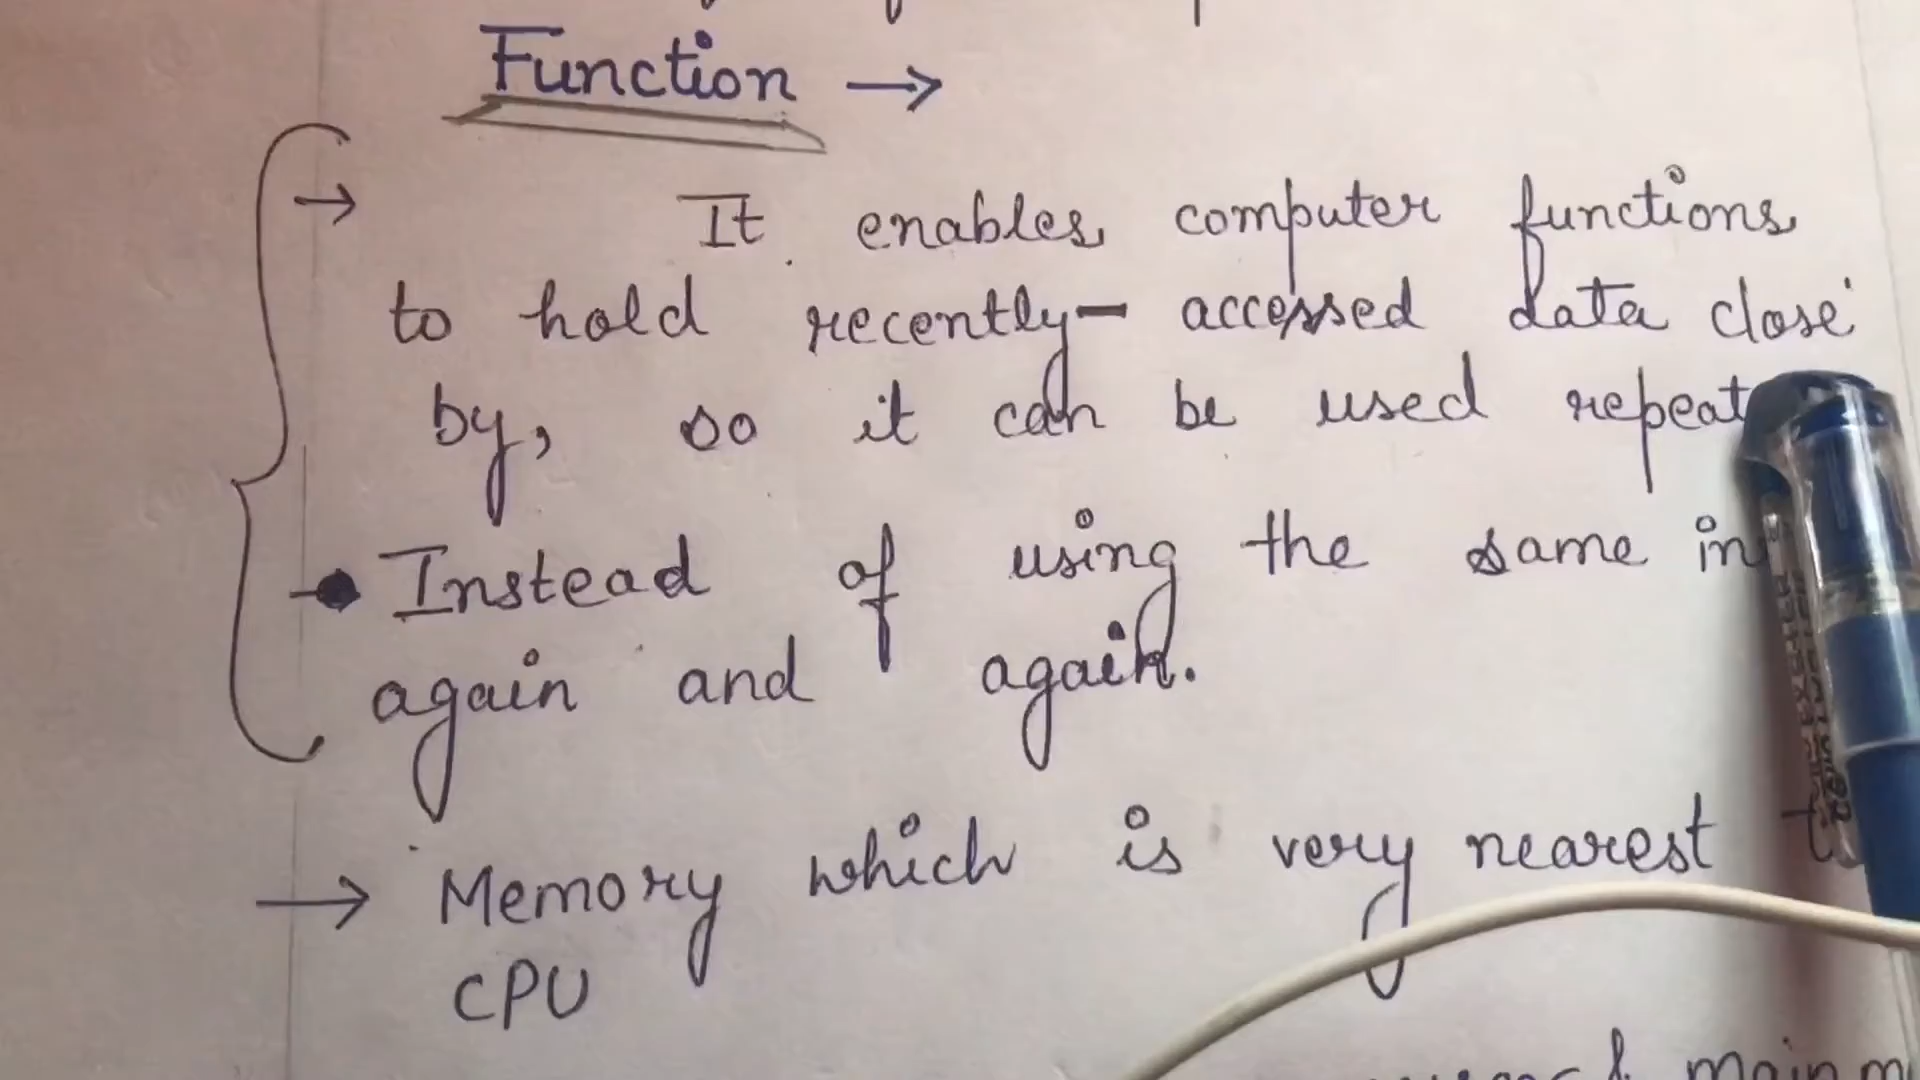 Function →
→ It enables computer functions
to hold recently- accessed data close
by, so it can be used repeat
Instead of using the same in
again and again.
→ Memory which is very nearest t
CPU
& main m